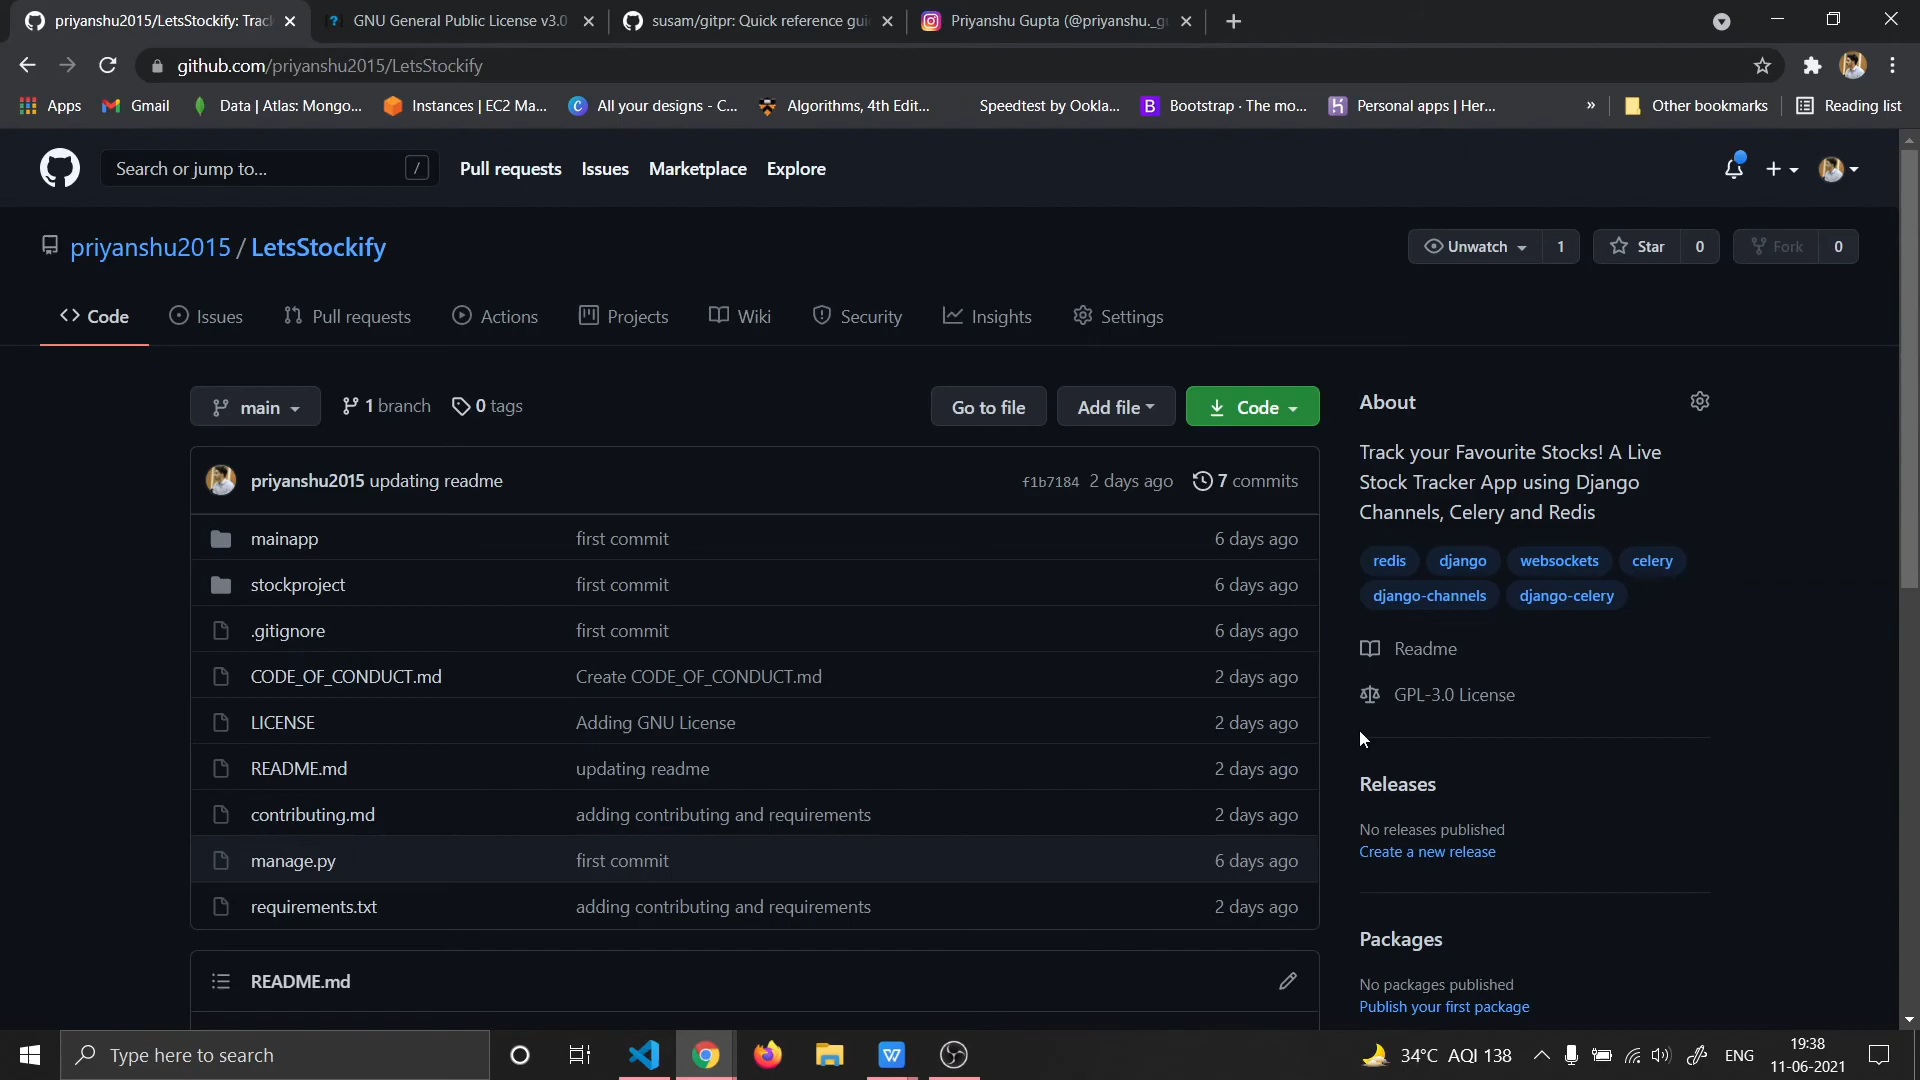 priyanshu2015/LetsStockify: Trac
GNU General Public License v3.0
susam/gitpr: Quick reference gui
Priyanshu Gupta (@priyanshu._g
github.com/priyanshu2015/LetsStockify
Apps
Gmail
Data | Atlas: Mongo...
Instances | EC2 Ma...
All your designs - C...
Algorithms, 4th Edit...
Speedtest by Ookla...
Bootstrap · The mo...
Personal apps | Her...
»
Other bookmarks
Reading list
Search or jump to... /
Pull requests
Issues
Marketplace
Explore
priyanshu2015 / LetsStockify
Unwatch 1
Star 0
Fork 0
Code
Issues
Pull requests
Actions
Projects
Wiki
Security
Insights
Settings
main
1 branch
0 tags
Go to file
Add file
Code
About
Track your Favourite Stocks! A Live
Stock Tracker App using Django
Channels, Celery and Redis
redis django websockets celery
django-channels django-celery
Readme
GPL-3.0 License
priyanshu2015 updating readme f1b7184 2 days ago 7 commits
mainapp first commit 6 days ago
stockproject first commit 6 days ago
.gitignore first commit 6 days ago
CODE_OF_CONDUCT.md Create CODE_OF_CONDUCT.md 2 days ago
LICENSE Adding GNU License 2 days ago
README.md updating readme 2 days ago
contributing.md adding contributing and requirements 2 days ago
manage.py first commit 6 days ago
requirements.txt adding contributing and requirements 2 days ago
Releases
No releases published
Create a new release
Packages
No packages published
Publish your first package
README.md
Type here to search
34°C AQI 138
ENG
19:38
11-06-2021